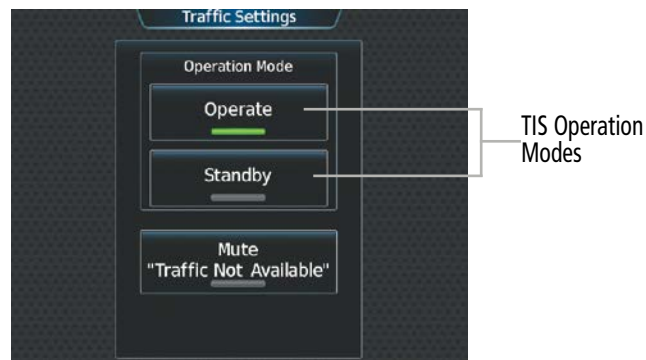 Traffic Settings
Operation Mode
Operate
Standby
Mute
"Traffic Not Available"
TIS Operation
Modes